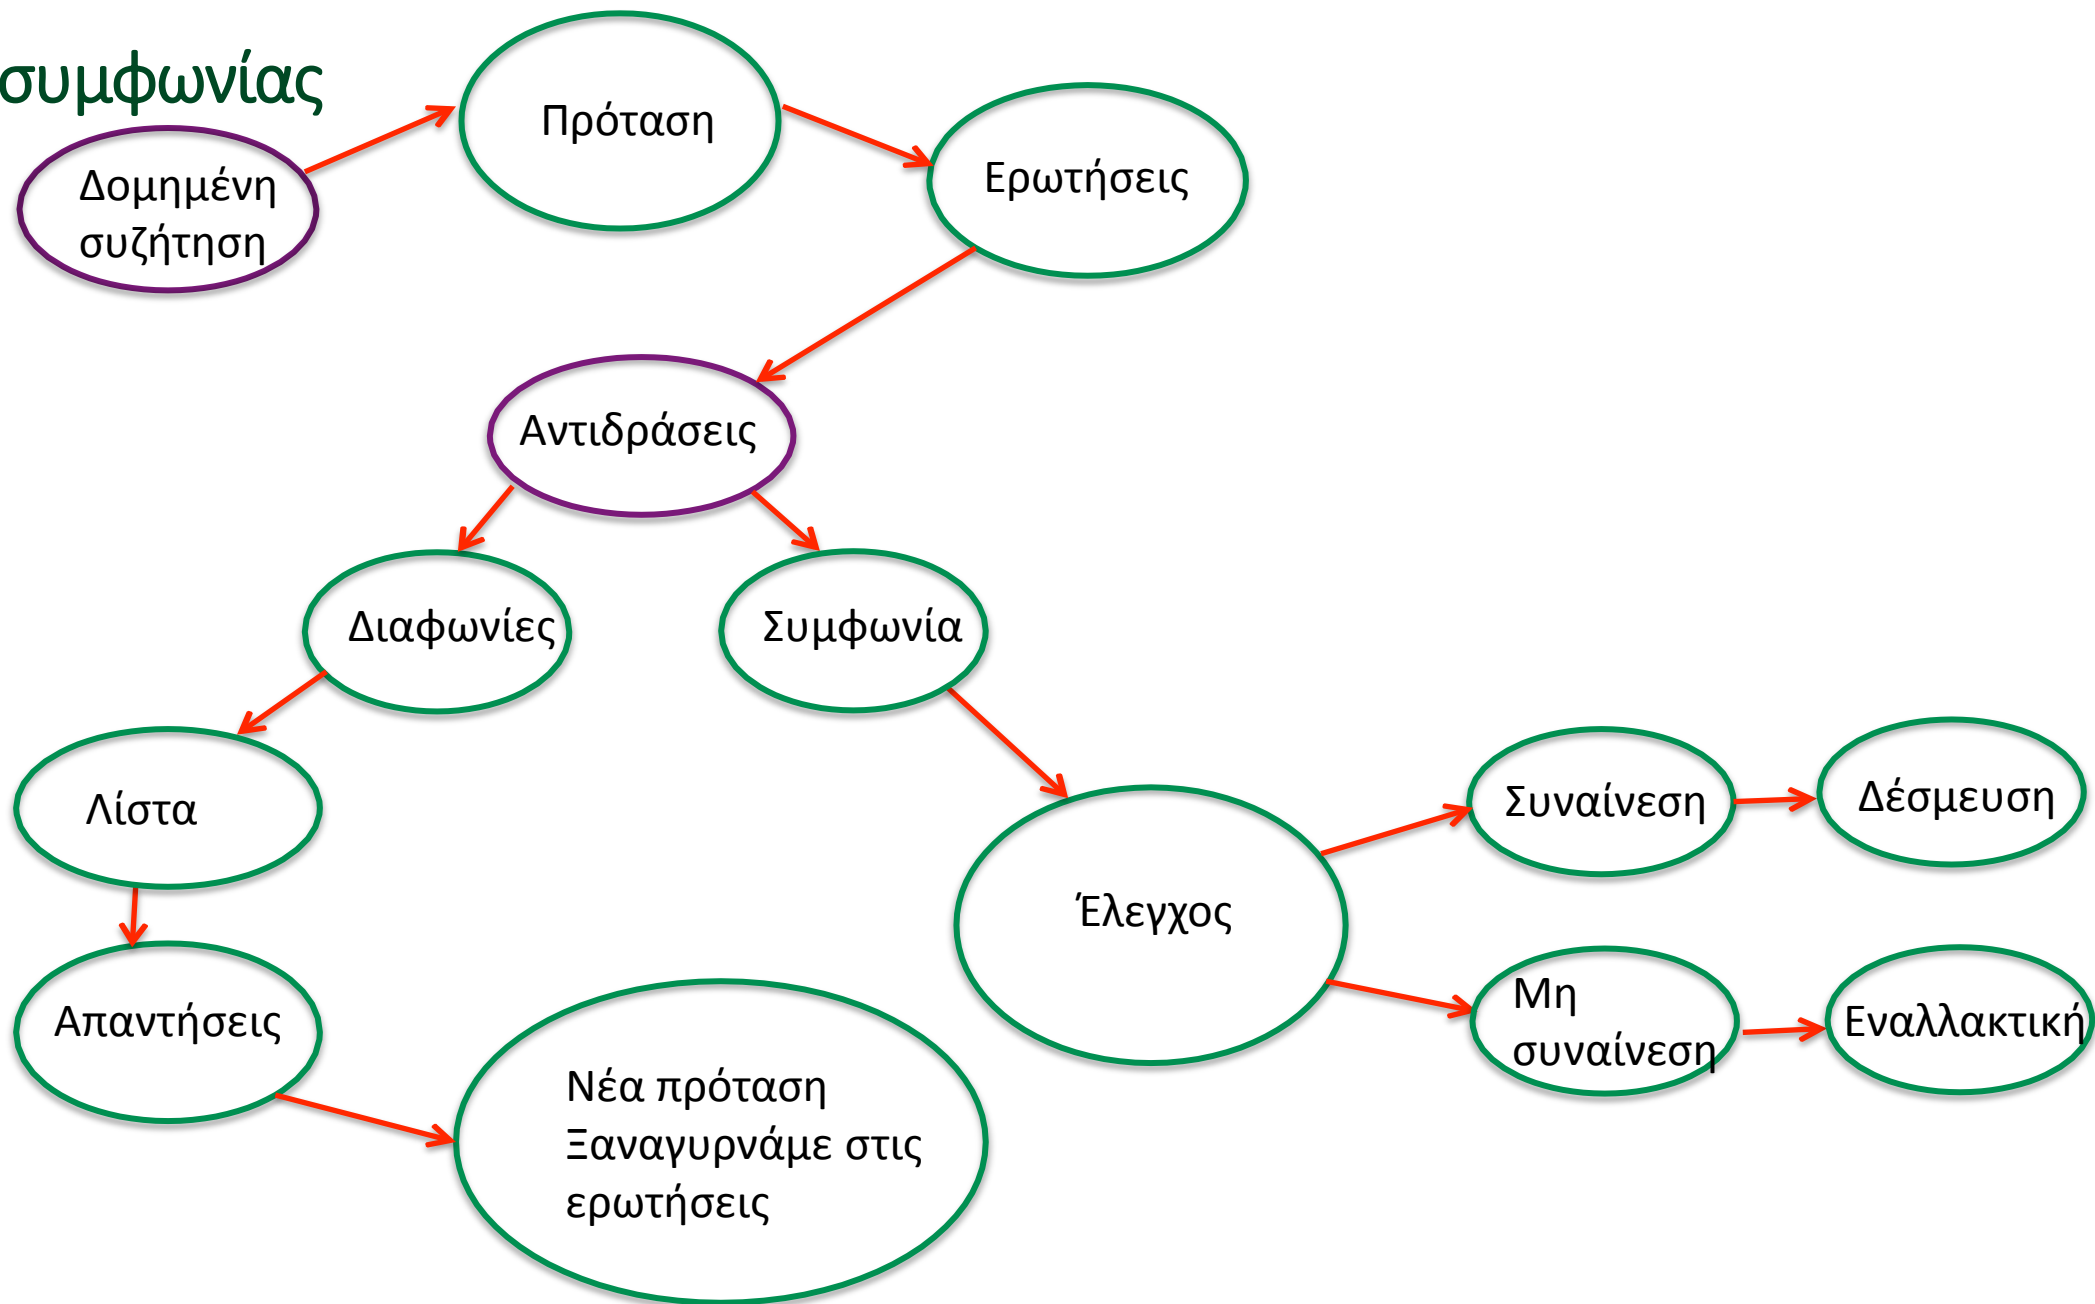 συμφωνίας
Πρόταση
Ερωτήσεις
Δομημένη
συζήτηση
Αντιδράσεις
Διαφωνίες
Συμφωνία
Λίστα
Συναίνεση
Δέσμευση
Έλεγχος
Απαντήσεις
Μη
συναίνεση
Εναλλακτική
Νέα πρόταση
Ξαναγυρνάμε στις
ερωτήσεις